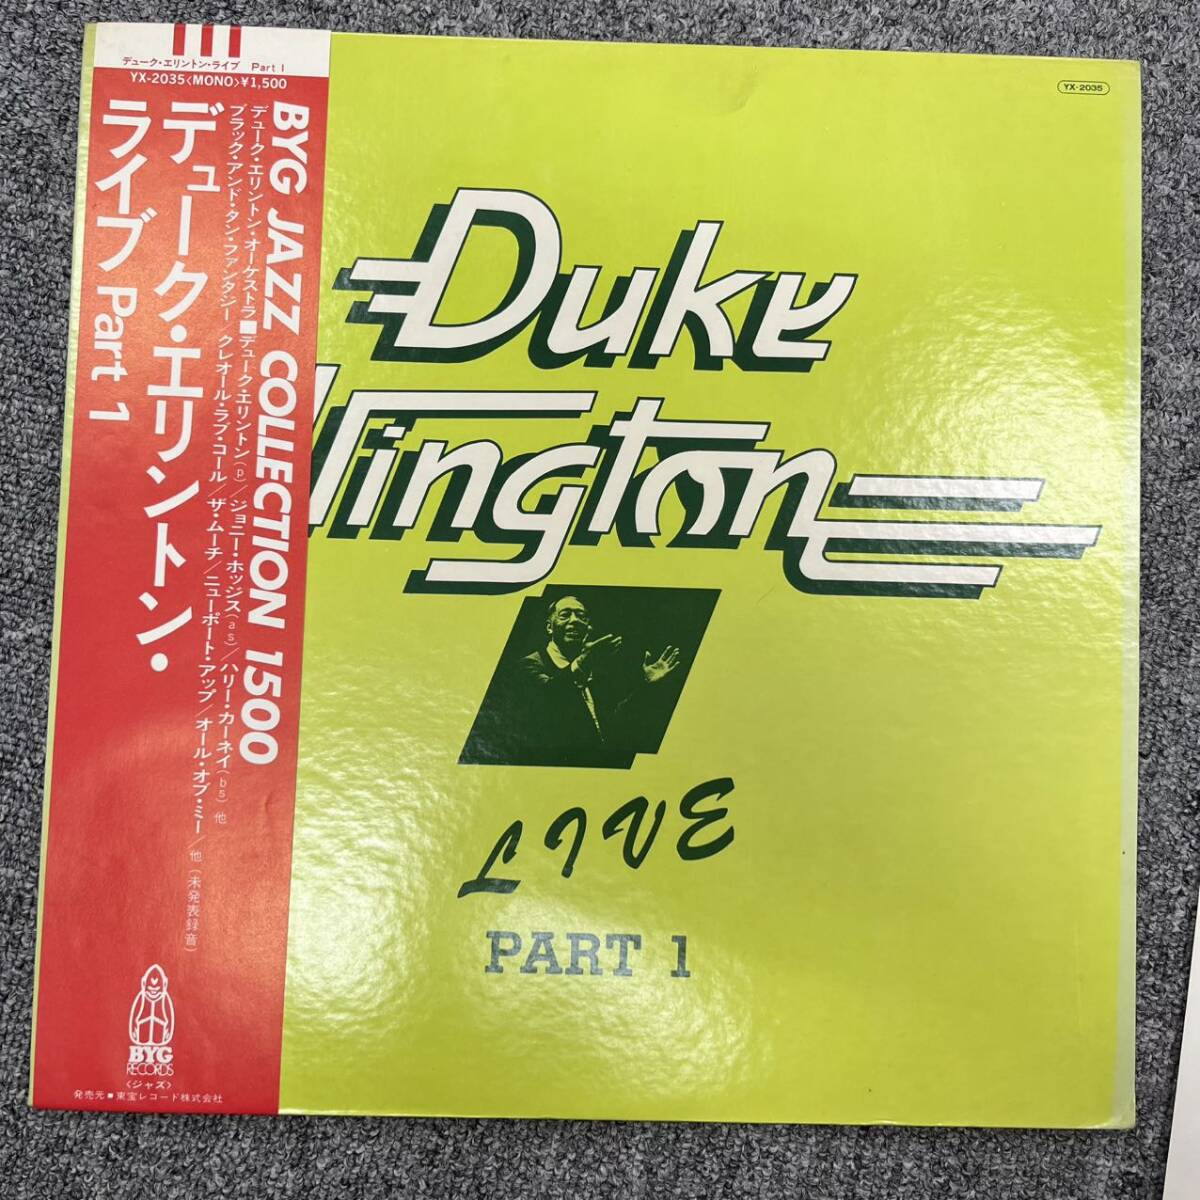 デューク・エリントン・ライブ Part 1
YX-2035<MONO>¥1,500
BYG JAZZ COLLECTION 1500
デューク・エリントン・オーケストラ■デューク・エリントン(p)/ジョニー・ホッジス(as)/ハリー・カーネイ(bs)他
ブラック・アンド・タン・ファンタジー/クレオール・ラブ・コール/ザ・ムーチ/ニューポート・アップ/オール・オブ・ミー/他(未発表録音)
デューク・エリントン・
ライブ Part 1
BYG
RECORDS
<ジャズ>
発売元■東宝レコード株式会社
YX-2035
Duke
llington
LIVE
PART 1